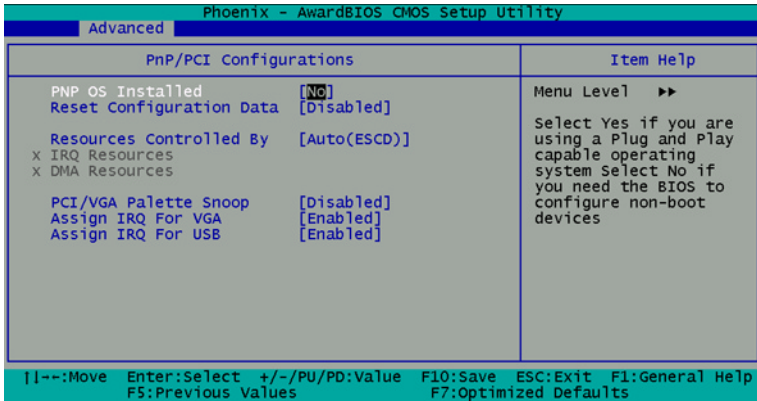 Phoenix - AwardBIOS CMOS Setup Utility
Advanced
PnP/PCI Configurations
Item Help
PNP OS Installed [No]
Reset Configuration Data [Disabled]
Resources Controlled By [Auto(ESCD)]
x IRQ Resources
x DMA Resources
PCI/VGA Palette Snoop [Disabled]
Assign IRQ For VGA [Enabled]
Assign IRQ For USB [Enabled]
Menu Level ▶▶
Select Yes if you are
using a Plug and Play
capable operating
system Select No if
you need the BIOS to
configure non-boot
devices
↑↓→←:Move Enter:Select +/-/PU/PD:Value F10:Save ESC:Exit F1:General Help
F5:Previous Values F7:Optimized Defaults